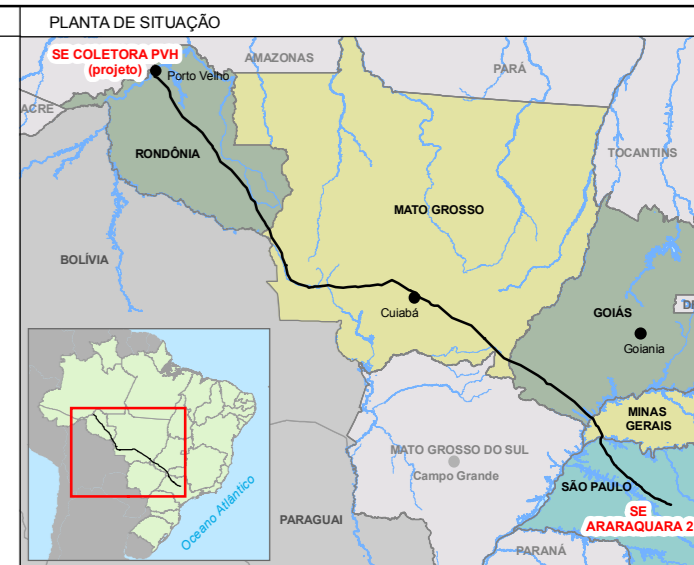 PLANTA DE SITUAÇÃO
SE COLETORA PVH
(projeto)
AMAZONAS
PARÁ
Porto Velho
ACRE
RONDÔNIA
TOCANTINS
MATO GROSSO
BOLÍVIA
Cuiabá
GOIÁS
Goiania
MINAS
GERAIS
MATO GROSSO DO SUL
Campo Grande
SÃO PAULO
SE
ARARAQUARA 2
PARAGUAI
PARANÁ
Oceano Atlântico